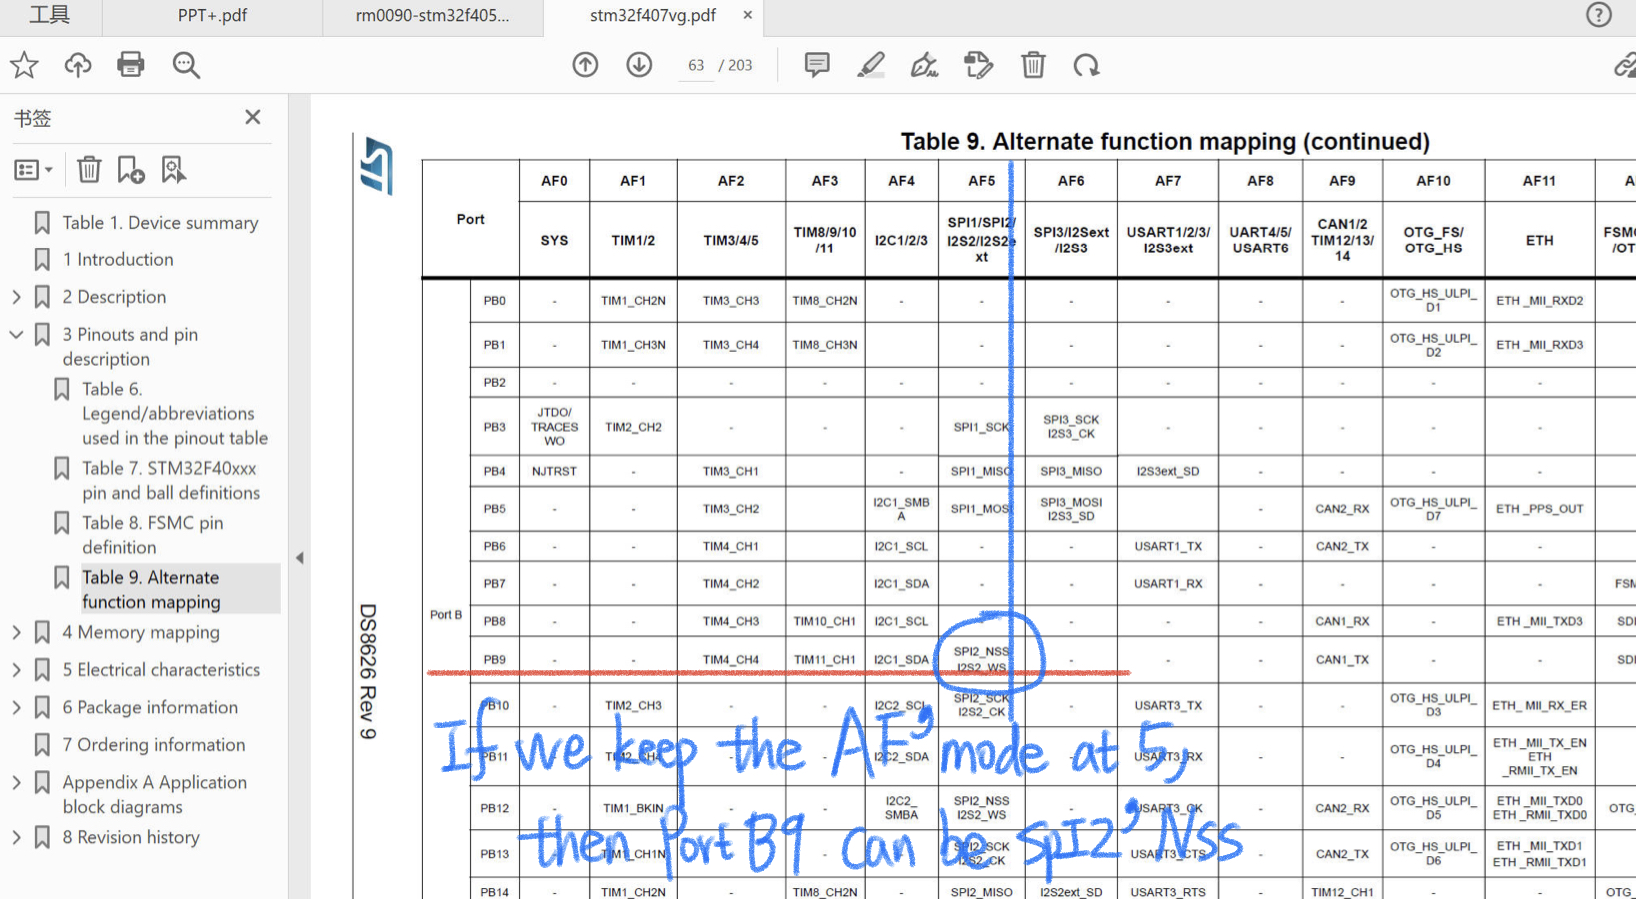 工具
PPT+.pdf
rm0090-stm32f405...
stm32f407vg.pdf ×
63 / 203
书签
Table 1. Device summary
1 Introduction
2 Description
3 Pinouts and pin
description
Table 6.
Legend/abbreviations
used in the pinout table
Table 7. STM32F40xxx
pin and ball definitions
Table 8. FSMC pin
definition
Table 9. Alternate
function mapping
4 Memory mapping
5 Electrical characteristics
6 Package information
7 Ordering information
Appendix A Application
block diagrams
8 Revision history
DS8626 Rev 9
Table 9. Alternate function mapping (continued)
Port AF0 AF1 AF2 AF3 AF4 AF5 AF6 AF7 AF8 AF9 AF10 AF11
SYS TIM1/2 TIM3/4/5 TIM8/9/10/11 I2C1/2/3 SPI1/SPI2/I2S2/I2S2ext SPI3/I2Sext/I2S3 USART1/2/3/I2S3ext UART4/5/USART6 CAN1/2 TIM12/13/14 OTG_FS/OTG_HS ETH
Port B
PB0 - TIM1_CH2N TIM3_CH3 TIM8_CH2N - - - - - - OTG_HS_ULPI_D1 ETH _MII_RXD2
PB1 - TIM1_CH3N TIM3_CH4 TIM8_CH3N - - - - - OTG_HS_ULPI_D2 ETH _MII_RXD3
PB2 - - - - - - - - - - - -
PB3 JTDO/TRACESWO TIM2_CH2 - - - SPI1_SCK SPI3_SCK I2S3_CK - - - - -
PB4 NJTRST - TIM3_CH1 - SPI1_MISO SPI3_MISO I2S3ext_SD - - - -
PB5 - - TIM3_CH2 I2C1_SMBA SPI1_MOSI SPI3_MOSI I2S3_SD - CAN2_RX OTG_HS_ULPI_D7 ETH _PPS_OUT
PB6 - - TIM4_CH1 I2C1_SCL - - USART1_TX - CAN2_TX - -
PB7 - - TIM4_CH2 I2C1_SDA - - USART1_RX - - - - FSM
PB8 - - TIM4_CH3 TIM10_CH1 I2C1_SCL - - - CAN1_RX - ETH _MII_TXD3 SDI
PB9 - - TIM4_CH4 TIM11_CH1 I2C1_SDA SPI2_NSS I2S2_WS - - - CAN1_TX - - SDI
PB10 - TIM2_CH3 - - I2C2_SCL SPI2_SCK I2S2_CK - USART3_TX - - OTG_HS_ULPI_D3 ETH_ MII_RX_ER
PB11 - TIM2_CH4 - - I2C2_SDA - - USART3_RX - - OTG_HS_ULPI_D4 ETH _MII_TX_EN ETH _RMII_TX_EN
PB12 - TIM1_BKIN - - I2C2_SMBA SPI2_NSS I2S2_WS - USART3_CK - CAN2_RX OTG_HS_ULPI_D5 ETH _MII_TXD0 ETH _RMII_TXD0
PB13 - TIM1_CH1N - - - SPI2_SCK I2S2_CK - USART3_CTS - CAN2_TX OTG_HS_ULPI_D6 ETH _MII_TXD1 ETH _RMII_TXD1
PB14 - TIM1_CH2N - TIM8_CH2N - SPI2_MISO I2S2ext_SD USART3_RTS - TIM12_CH1 - -
If we keep the AF' mode at 5,
then Port B9 can be SPI2' Nss